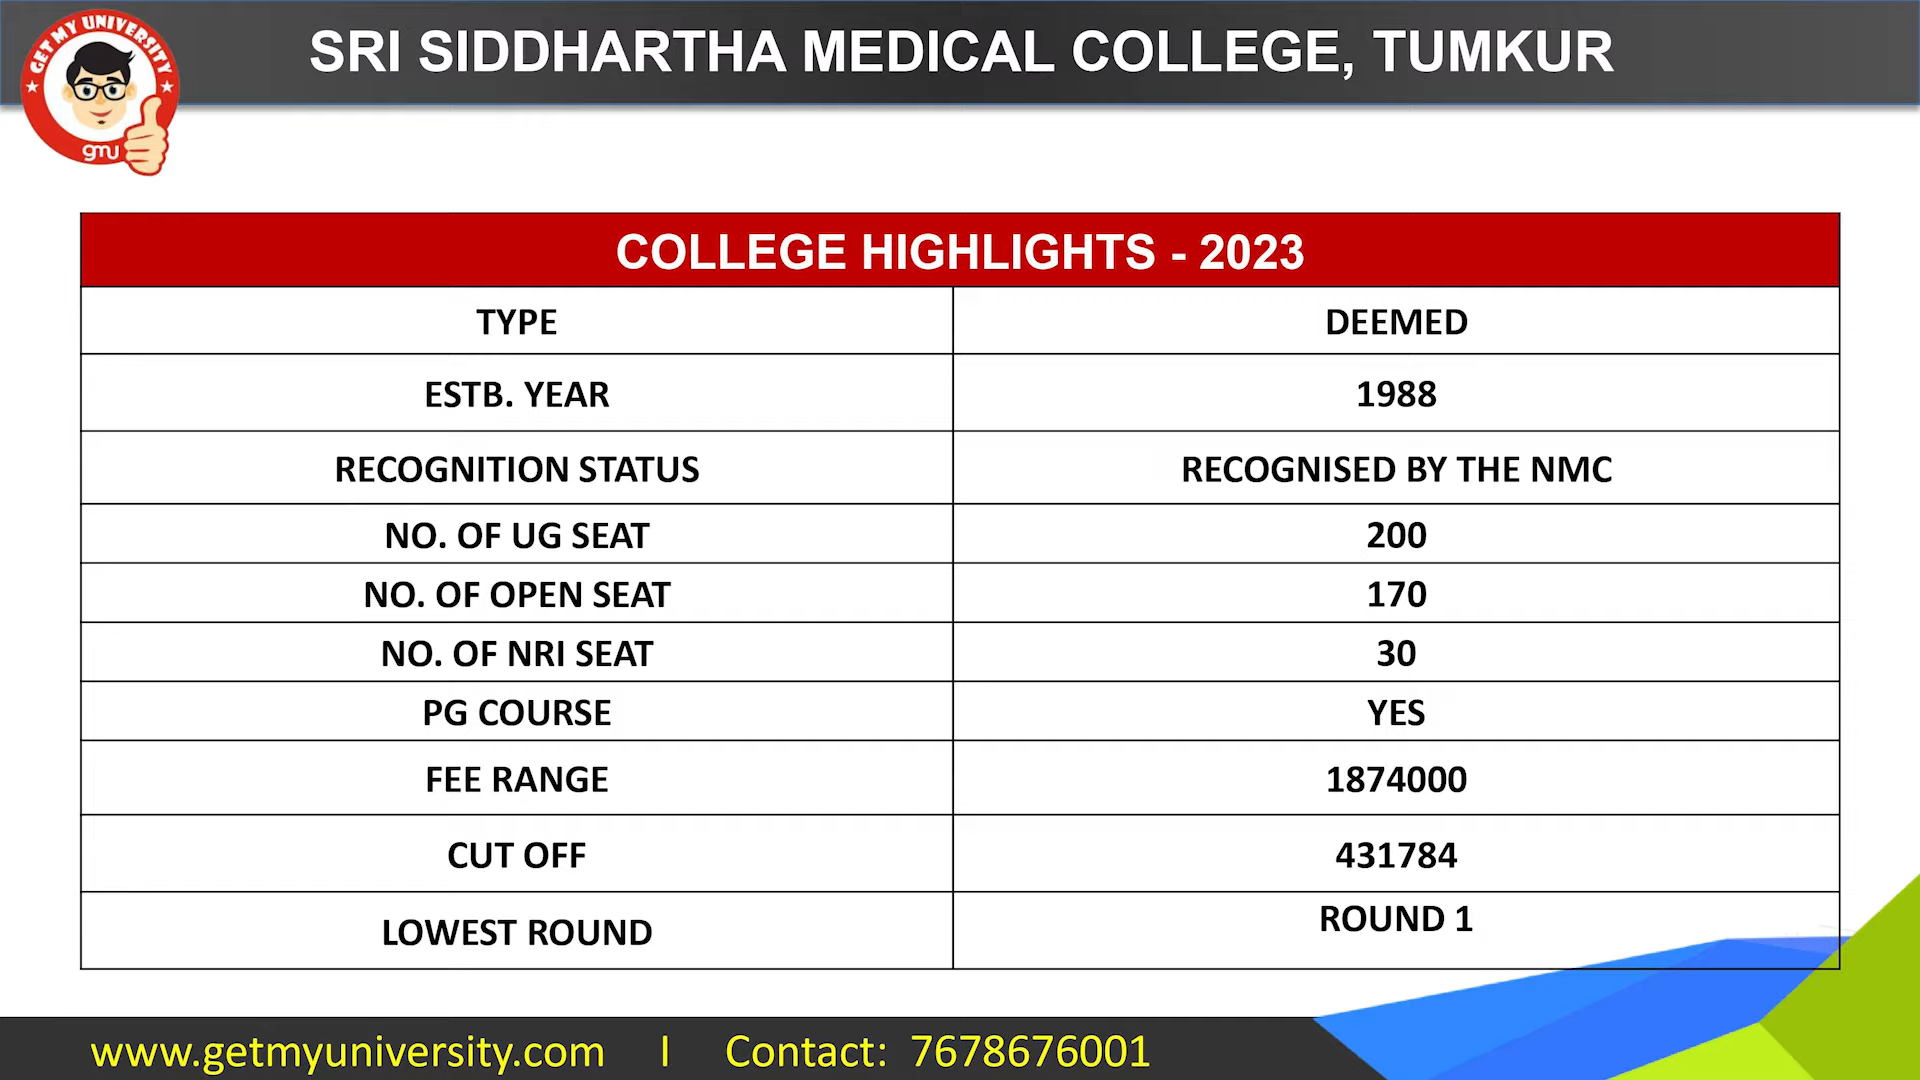 GET MY UNIVERSITY
gmu
SRI SIDDHARTHA MEDICAL COLLEGE, TUMKUR
COLLEGE HIGHLIGHTS - 2023
TYPE DEEMED
ESTB. YEAR 1988
RECOGNITION STATUS RECOGNISED BY THE NMC
NO. OF UG SEAT 200
NO. OF OPEN SEAT 170
NO. OF NRI SEAT 30
PG COURSE YES
FEE RANGE 1874000
CUT OFF 431784
LOWEST ROUND ROUND 1
www.getmyuniversity.com I Contact: 7678676001